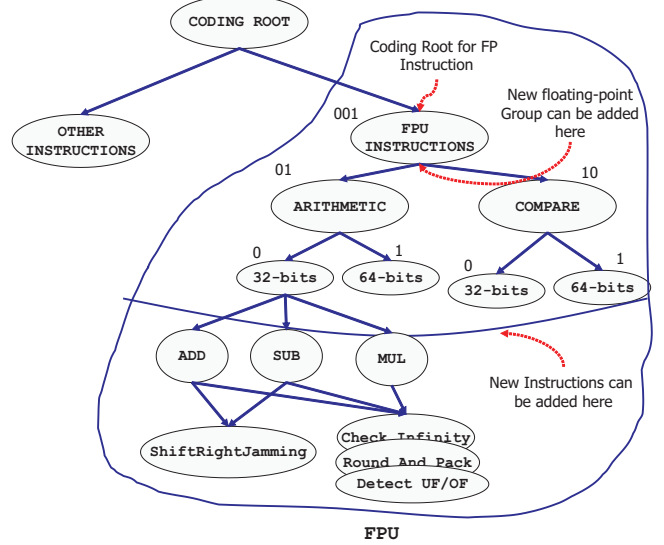 CODING ROOT
Coding Root for FP
Instruction
New floating-point
Group can be added
here
001
OTHER
INSTRUCTIONS
FPU
INSTRUCTIONS
01
10
ARITHMETIC
COMPARE
0
1
0
1
32-bits
64-bits
32-bits
64-bits
ADD
SUB
MUL
New Instructions can
be added here
ShiftRightJamming
Check Infinity
Round And Pack
Detect UF/OF
FPU